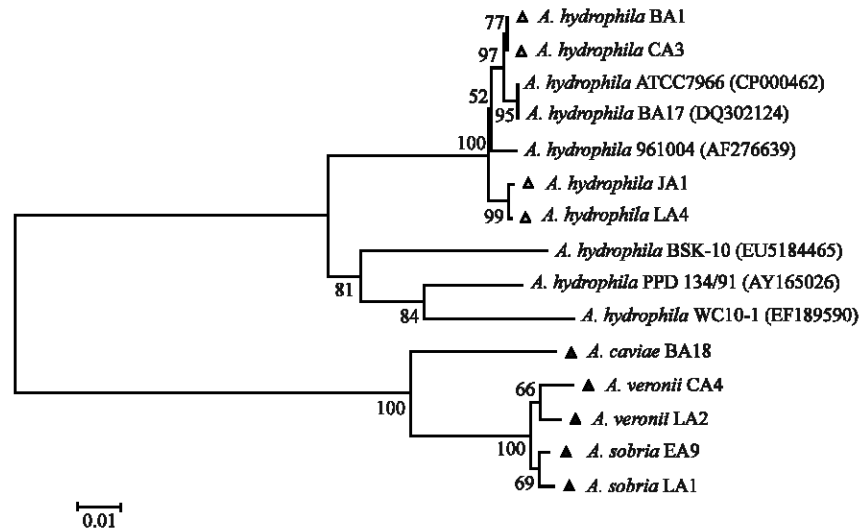 77 A. hydrophila BA1
97 A. hydrophila CA3
52 A. hydrophila ATCC7966 (CP000462)
95 A. hydrophila BA17 (DQ302124)
100 A. hydrophila 961004 (AF276639)
A. hydrophila JA1
99 A. hydrophila LA4
A. hydrophila BSK-10 (EU5184465)
81 A. hydrophila PPD 134/91 (AY165026)
84 A. hydrophila WC10-1 (EF189590)
A. caviae BA18
100 66 A. veronii CA4
A. veronii LA2
100 A. sobria EA9
69 A. sobria LA1
0.01